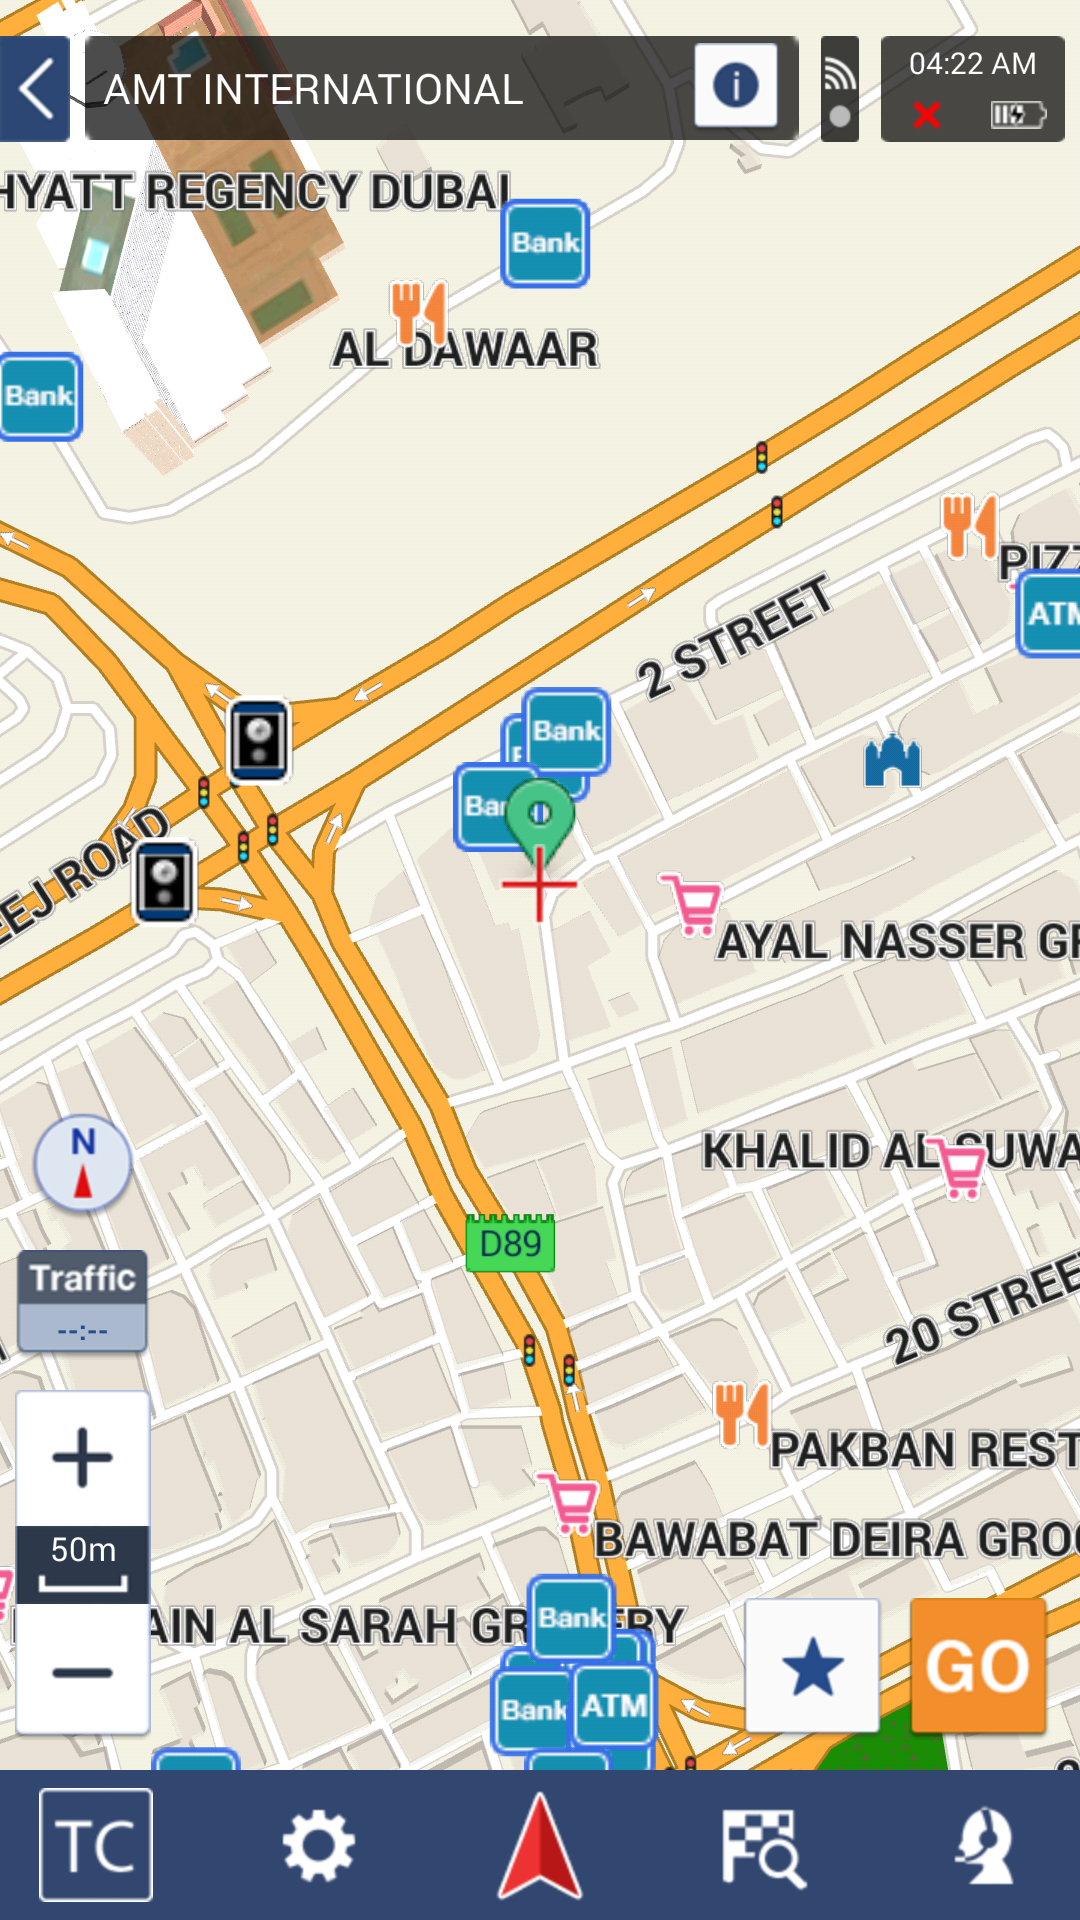 AMT INTERNATIONAL
i
04:22 AM
HYATT REGENCY DUBAI
Bank
AL DAWAAR
Bank
PIZZ
ATM
2 STREET
Bank
Ban
EEJ ROAD
AYAL NASSER GR
N
KHALID AL SUWA
D89
Traffic
--:--
20 STREET
PAKBAN REST
50m
BAWABAT DEIRA GROC
AIN AL SARAH GR
ERY
Bank
Bank
ATM
GO
TC